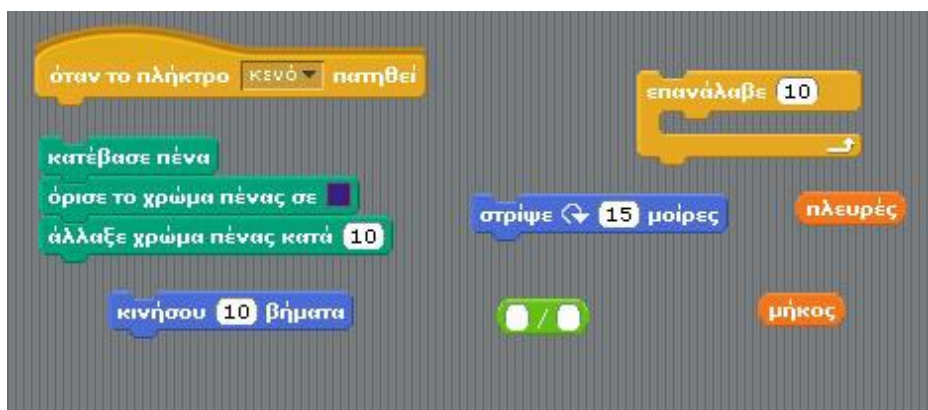 όταν το πλήκτρο κενό πατηθεί
επανάλαβε 10
κατέβασε πένα
όρισε το χρώμα πένας σε
άλλαξε χρώμα πένας κατά 10
στρίψε 15 μοίρες
πλευρές
κινήσου 10 βήματα
/
μήκος